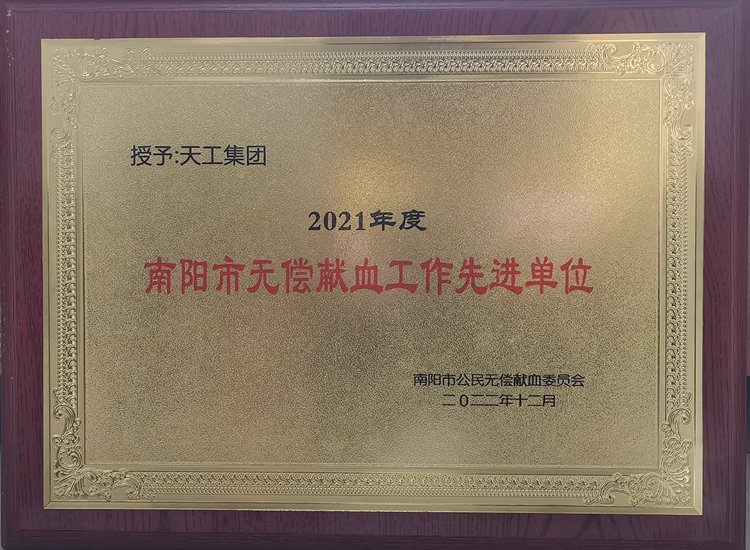 授予:天工集团
2021年度
南阳市无偿献血工作先进单位
南阳市公民无偿献血委员会
二0二二年十二月